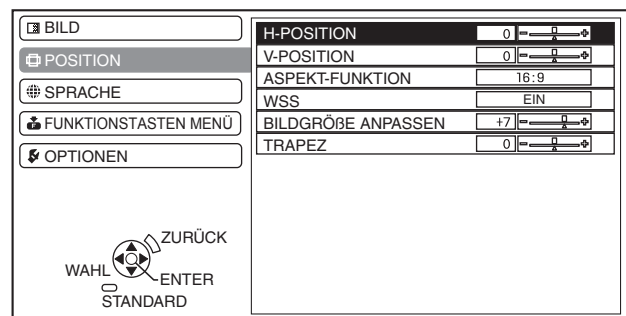 BILD
POSITION
SPRACHE
FUNKTIONSTASTEN MENÜ
OPTIONEN
ZURÜCK
WAHL
ENTER
STANDARD
H-POSITION 0
V-POSITION 0
ASPEKT-FUNKTION 16:9
WSS EIN
BILDGRÖßE ANPASSEN +7
TRAPEZ 0